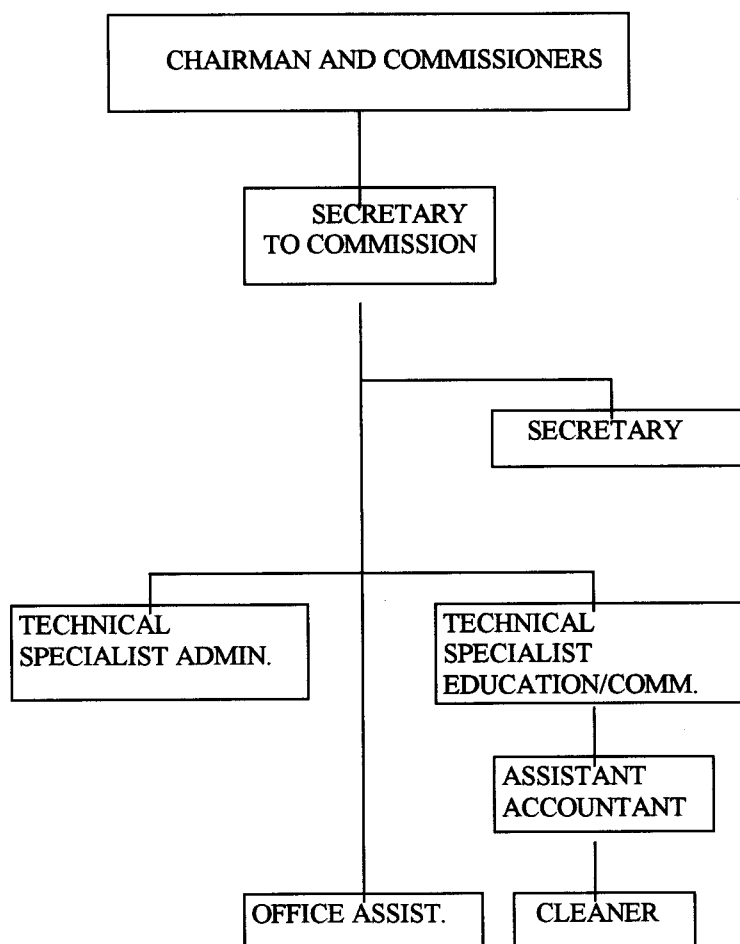 CHAIRMAN AND COMMISSIONERS
SECRETARY
TO COMMISSION
SECRETARY
TECHNICAL
SPECIALIST ADMIN.
TECHNICAL
SPECIALIST
EDUCATION/COMM.
ASSISTANT
ACCOUNTANT
OFFICE ASSIST.
CLEANER